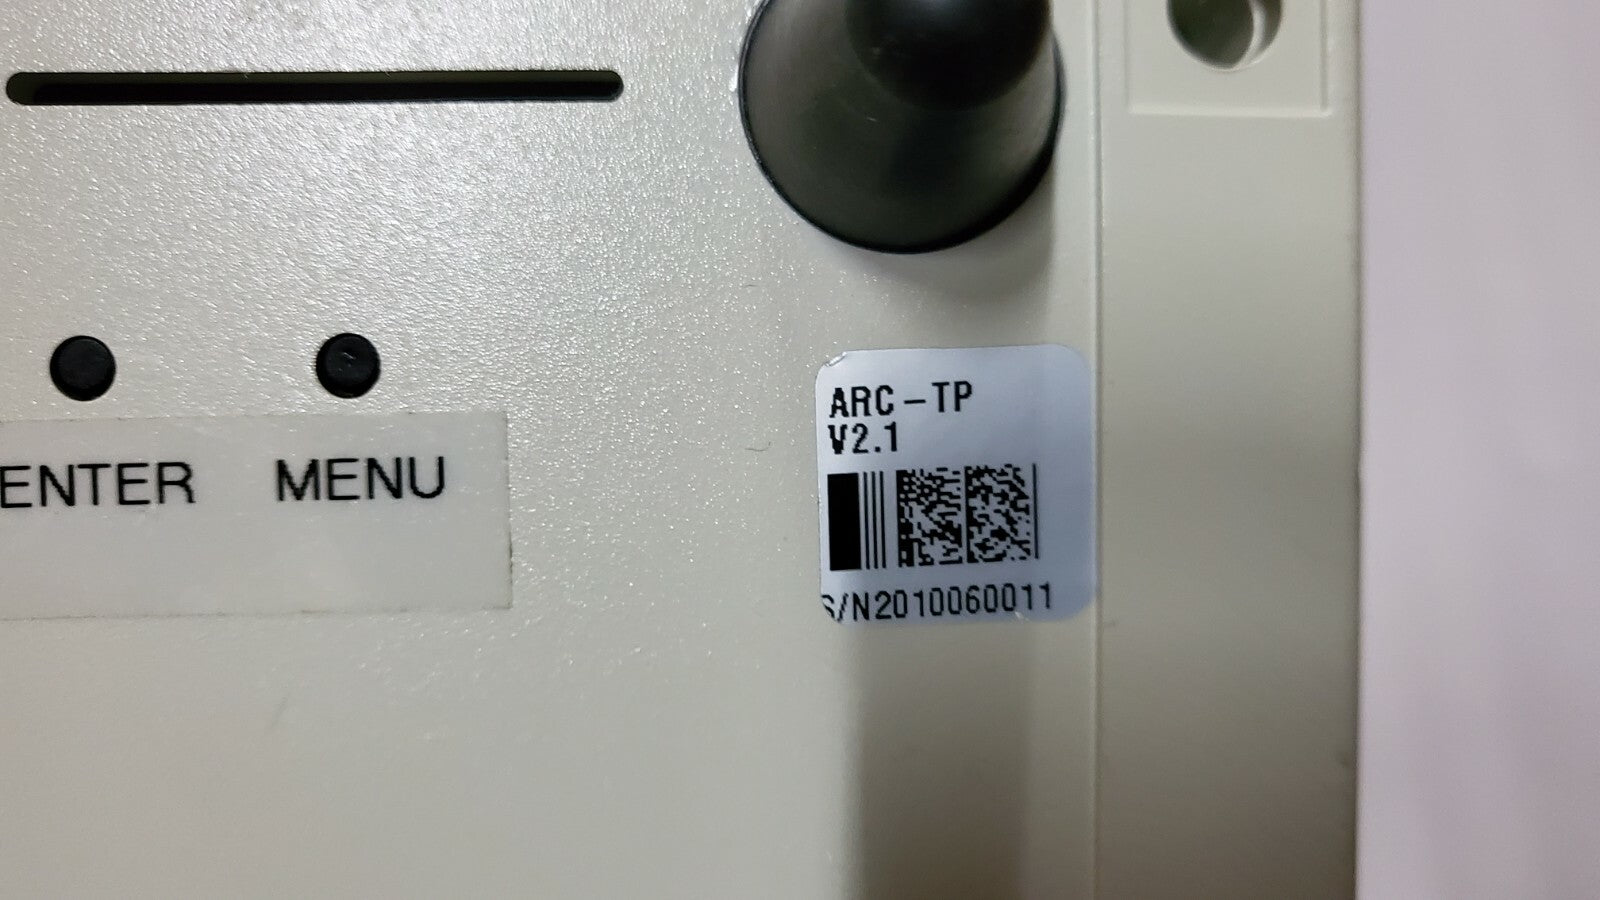 ENTER MENU
ARC-TP
V2.1
S/N2010060011